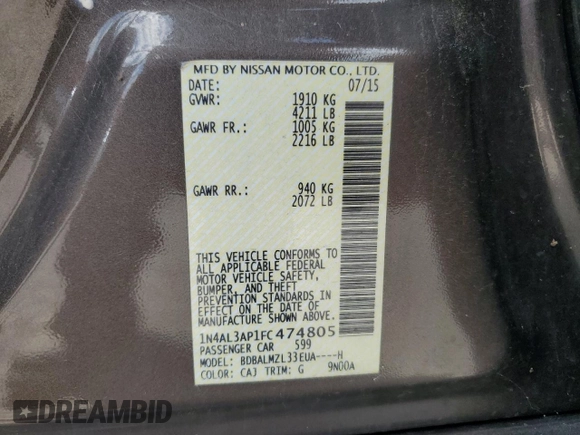 MFD BY NISSAN MOTOR CO., LTD.
DATE: 07/15
GVWR: 1910 KG
4211 LB
GAWR FR.: 1005 KG
2216 LB
GAWR RR.: 940 KG
2072 LB
THIS VEHICLE CONFORMS TO
ALL APPLICABLE FEDERAL
MOTOR VEHICLE SAFETY,
BUMPER, AND THEFT
PREVENTION STANDARDS IN
EFFECT ON THE DATE OF
MANUFACTURE SHOWN ABOVE.
1N4AL3AP1FC474805
PASSENGER CAR 599
MODEL: BDBALMZL33EUA----H
COLOR: CAJ TRIM: G 9N00A
DREAMBID